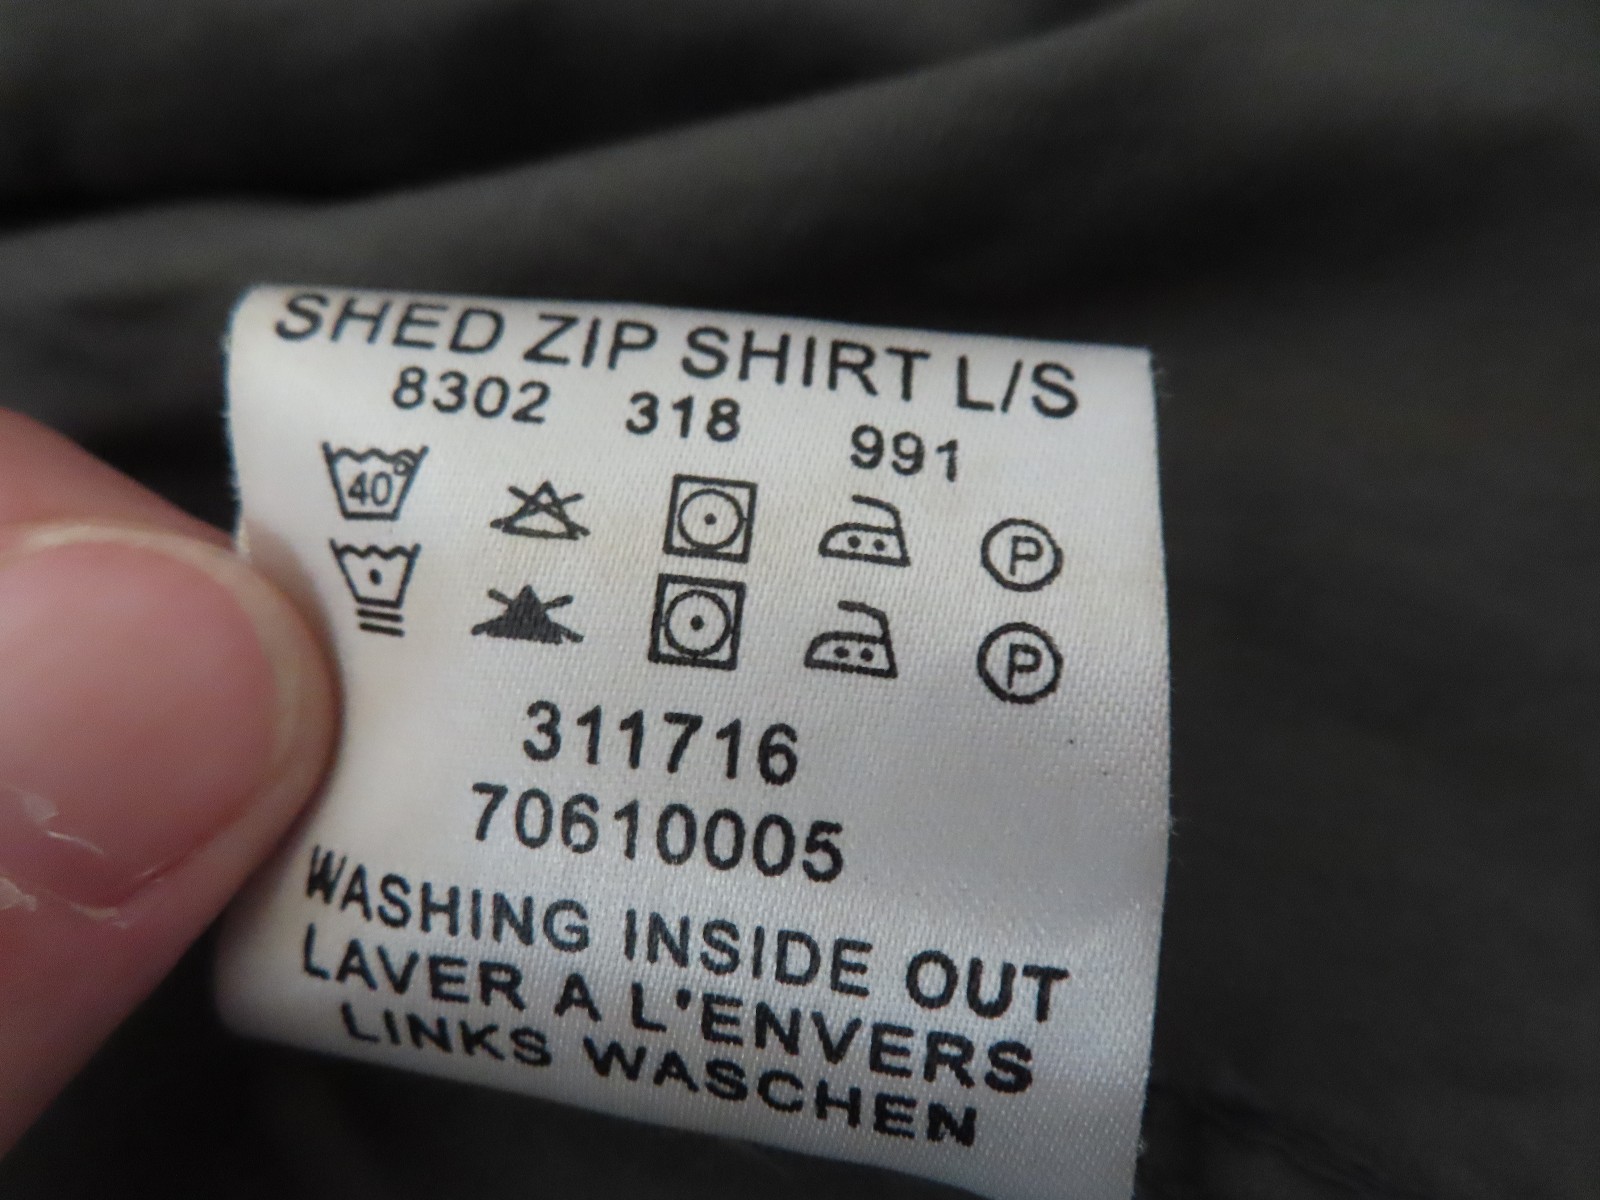 SHED ZIP SHIRT L/S
8302 318 991
40° P
P
311716
70610005
WASHING INSIDE OUT
LAVER A L'ENVERS
LINKS WASCHEN